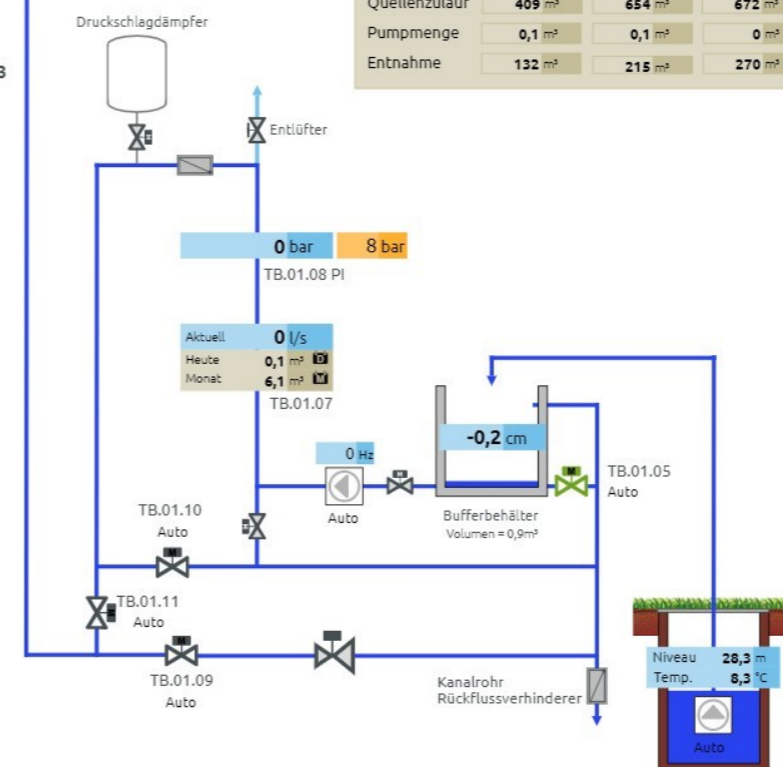 Druckschlagdämpfer
Quellenzulauf 409 m³ 654 m³ 672 m³
Pumpmenge 0,1 m³ 0,1 m³ 0 m³
Entnahme 132 m³ 215 m³ 270 m³
3
Entlüfter
0 bar 8 bar
TB.01.08 PI
Aktuell 0 l/s
Heute 0,1 m³ D
Monat 6,1 m³ M
TB.01.07
-0,2 cm
0 Hz
H
M
TB.01.05
Auto
Auto
Bufferbehälter
Volumen = 0,9m³
TB.01.10
Auto
M
TB.01.11
Auto
M
TB.01.09
Auto
Kanalrohr
Rückflussverhinderer
Niveau 28,3 m
Temp. 8,3 °C
Auto